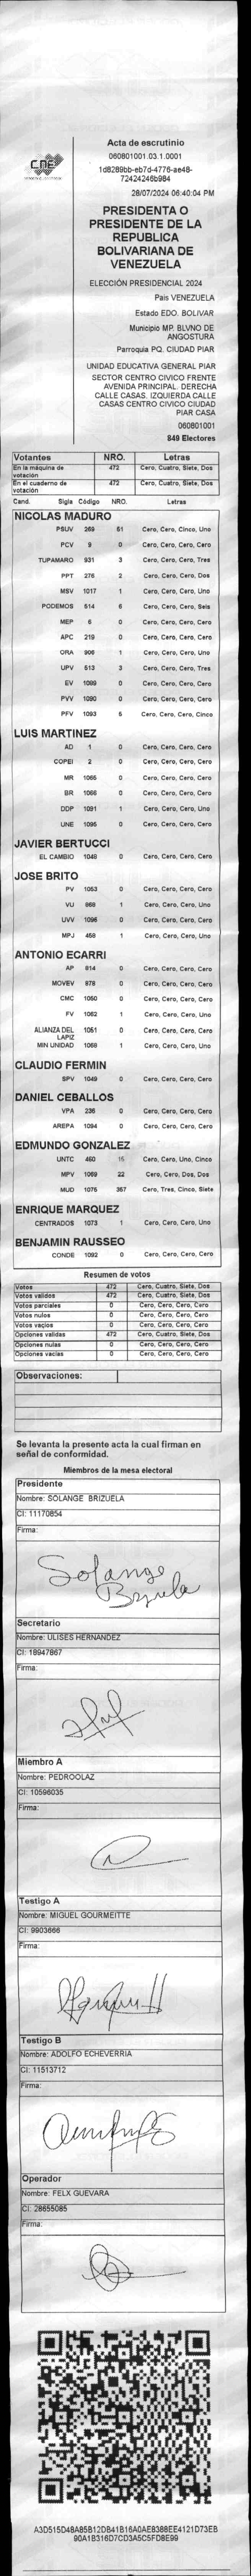 CNE
Acta de escrutinio
060801001.03.1.0001
1d8289bb-eb7d-4776-ae48-
72424246b984
28/07/2024 06:40:04 PM
PRESIDENTA O
PRESIDENTE DE LA
REPUBLICA
BOLIVARIANA DE
VENEZUELA
ELECCIÓN PRESIDENCIAL 2024
Pais VENEZUELA
Estado EDO. BOLIVAR
Municipio MP. BLVNO DE
ANGOSTURA
Parroquia PQ. CIUDAD PIAR
UNIDAD EDUCATIVA GENERAL PIAR
SECTOR CENTRO CIVICO FRENTE
AVENIDA PRINCIPAL. DERECHA
CALLE CASAS. IZQUIERDA CALLE
CASAS CENTRO CIVICO CIUDAD
PIAR CASA
060801001
849 Electores
Votantes NRO. Letras
En la máquina de votación 472 Cero, Cuatro, Siete, Dos
En el cuaderno de votación 472 Cero, Cuatro, Siete, Dos
Cand. Sigla Código NRO. Letras
NICOLAS MADURO
PSUV 269 51 Cero, Cero, Cinco, Uno
PCV 9 0 Cero, Cero, Cero, Cero
TUPAMARO 931 3 Cero, Cero, Cero, Tres
PPT 276 2 Cero, Cero, Cero, Dos
MSV 1017 1 Cero, Cero, Cero, Uno
PODEMOS 514 6 Cero, Cero, Cero, Seis
MEP 6 0 Cero, Cero, Cero, Cero
APC 219 0 Cero, Cero, Cero, Cero
ORA 906 1 Cero, Cero, Cero, Uno
UPV 513 3 Cero, Cero, Cero, Tres
EV 1089 0 Cero, Cero, Cero, Cero
PVV 1090 0 Cero, Cero, Cero, Cero
PFV 1093 5 Cero, Cero, Cero, Cinco
LUIS MARTINEZ
AD 1 0 Cero, Cero, Cero, Cero
COPEI 2 0 Cero, Cero, Cero, Cero
MR 1065 0 Cero, Cero, Cero, Cero
BR 1066 0 Cero, Cero, Cero, Cero
DDP 1091 1 Cero, Cero, Cero, Uno
UNE 1095 0 Cero, Cero, Cero, Cero
JAVIER BERTUCCI
EL CAMBIO 1048 0 Cero, Cero, Cero, Cero
JOSE BRITO
PV 1053 0 Cero, Cero, Cero, Cero
VU 868 1 Cero, Cero, Cero, Uno
UVV 1096 0 Cero, Cero, Cero, Cero
MPJ 458 1 Cero, Cero, Cero, Uno
ANTONIO ECARRI
AP 814 0 Cero, Cero, Cero, Cero
MOVEV 978 0 Cero, Cero, Cero, Cero
CMC 1050 0 Cero, Cero, Cero, Cero
FV 1062 1 Cero, Cero, Cero, Uno
ALIANZA DEL LAPIZ 1051 0 Cero, Cero, Cero, Cero
MIN UNIDAD 1068 1 Cero, Cero, Cero, Uno
CLAUDIO FERMIN
SPV 1049 0 Cero, Cero, Cero, Cero
DANIEL CEBALLOS
VPA 236 0 Cero, Cero, Cero, Cero
AREPA 1094 0 Cero, Cero, Cero, Cero
EDMUNDO GONZALEZ
UNTC 460 15 Cero, Cero, Uno, Cinco
MPV 1069 22 Cero, Cero, Dos, Dos
MUD 1075 357 Cero, Tres, Cinco, Siete
ENRIQUE MARQUEZ
CENTRADOS 1073 1 Cero, Cero, Cero, Uno
BENJAMIN RAUSSEO
CONDE 1092 0 Cero, Cero, Cero, Cero
Resumen de votos
Votos 472 Cero, Cuatro, Siete, Dos
Votos validos 472 Cero, Cuatro, Siete, Dos
Votos parciales 0 Cero, Cero, Cero, Cero
Votos nulos 0 Cero, Cero, Cero, Cero
Votos vacios 0 Cero, Cero, Cero, Cero
Opciones validas 472 Cero, Cuatro, Siete, Dos
Opciones nulas 0 Cero, Cero, Cero, Cero
Opciones vacias 0 Cero, Cero, Cero, Cero
Observaciones:
Se levanta la presente acta la cual firman en
señal de conformidad.
Miembros de la mesa electoral
Presidente
Nombre: SOLANGE BRIZUELA
CI: 11170854
Firma:
Solange
Secretario
Nombre: ULISES HERNANDEZ
CI: 18947867
Firma:
Miembro A
Nombre: PEDROOLAZ
CI: 10596035
Firma:
Testigo A
Nombre: MIGUEL GOURMEITTE
CI: 9903666
Firma:
Testigo B
Nombre: ADOLFO ECHEVERRIA
CI: 11513712
Firma:
Operador
Nombre: FELX GUEVARA
CI: 28655085
Firma:
A3D515D48A85B12DB41B16A0AE8388EE4121D73EB
90A1B316D7CD3A5C5FD8E99